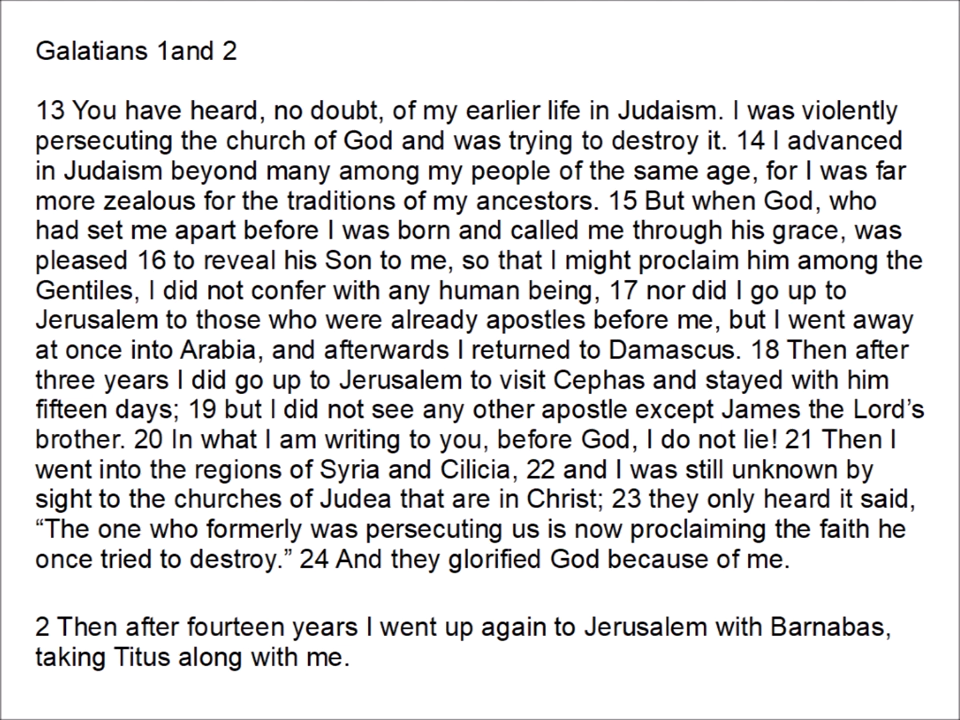 Galatians 1and 2
13 You have heard, no doubt, of my earlier life in Judaism. I was violently
persecuting the church of God and was trying to destroy it. 14 I advanced
in Judaism beyond many among my people of the same age, for I was far
more zealous for the traditions of my ancestors. 15 But when God, who
had set me apart before I was born and called me through his grace, was
pleased 16 to reveal his Son to me, so that I might proclaim him among the
Gentiles, I did not confer with any human being, 17 nor did I go up to
Jerusalem to those who were already apostles before me, but I went away
at once into Arabia, and afterwards I returned to Damascus. 18 Then after
three years I did go up to Jerusalem to visit Cephas and stayed with him
fifteen days; 19 but I did not see any other apostle except James the Lord’s
brother. 20 In what I am writing to you, before God, I do not lie! 21 Then I
went into the regions of Syria and Cilicia, 22 and I was still unknown by
sight to the churches of Judea that are in Christ; 23 they only heard it said,
“The one who formerly was persecuting us is now proclaiming the faith he
once tried to destroy.” 24 And they glorified God because of me.
2 Then after fourteen years I went up again to Jerusalem with Barnabas,
taking Titus along with me.